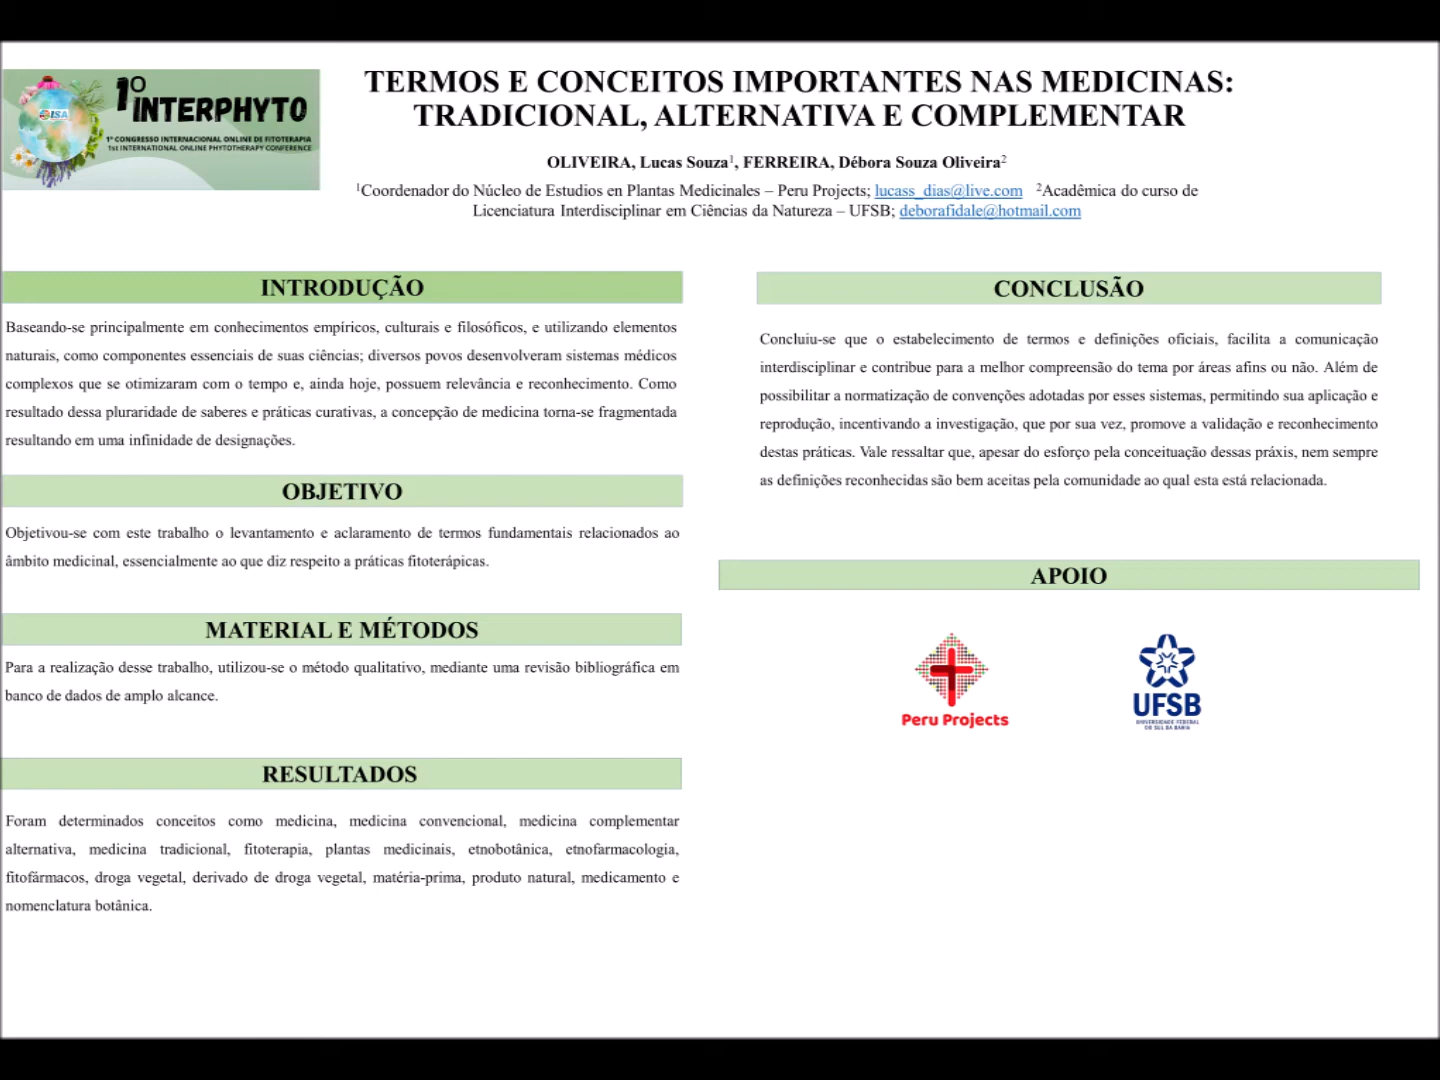 1º INTERPHYTO
ISA
1º CONGRESSO INTERNACIONAL ONLINE DE FITOTERAPIA
1st INTERNATIONAL ONLINE PHYTOTHERAPY CONFERENCE
TERMOS E CONCEITOS IMPORTANTES NAS MEDICINAS:
TRADICIONAL, ALTERNATIVA E COMPLEMENTAR
OLIVEIRA, Lucas Souza¹, FERREIRA, Débora Souza Oliveira²
¹Coordenador do Núcleo de Estudios en Plantas Medicinales – Peru Projects; lucass_dias@live.com ²Acadêmica do curso de
Licenciatura Interdisciplinar em Ciências da Natureza – UFSB; deborafidale@hotmail.com
INTRODUÇÃO
Baseando-se principalmente em conhecimentos empíricos, culturais e filosóficos, e utilizando elementos
naturais, como componentes essenciais de suas ciências; diversos povos desenvolveram sistemas médicos
complexos que se otimizaram com o tempo e, ainda hoje, possuem relevância e reconhecimento. Como
resultado dessa pluraridade de saberes e práticas curativas, a concepção de medicina torna-se fragmentada
resultando em uma infinidade de designações.
OBJETIVO
Objetivou-se com este trabalho o levantamento e aclaramento de termos fundamentais relacionados ao
âmbito medicinal, essencialmente ao que diz respeito a práticas fitoterápicas.
MATERIAL E MÉTODOS
Para a realização desse trabalho, utilizou-se o método qualitativo, mediante uma revisão bibliográfica em
banco de dados de amplo alcance.
RESULTADOS
Foram determinados conceitos como medicina, medicina convencional, medicina complementar
alternativa, medicina tradicional, fitoterapia, plantas medicinais, etnobotânica, etnofarmacologia,
fitofármacos, droga vegetal, derivado de droga vegetal, matéria-prima, produto natural, medicamento e
nomenclatura botânica.
CONCLUSÃO
Concluiu-se que o estabelecimento de termos e definições oficiais, facilita a comunicação
interdisciplinar e contribue para a melhor compreensão do tema por áreas afins ou não. Além de
possibilitar a normatização de convenções adotadas por esses sistemas, permitindo sua aplicação e
reprodução, incentivando a investigação, que por sua vez, promove a validação e reconhecimento
destas práticas. Vale ressaltar que, apesar do esforço pela conceituação dessas práxis, nem sempre
as definições reconhecidas são bem aceitas pela comunidade ao qual esta está relacionada.
APOIO
Peru Projects
UFSB
UNIVERSIDADE FEDERAL
DO SUL DA BAHIA